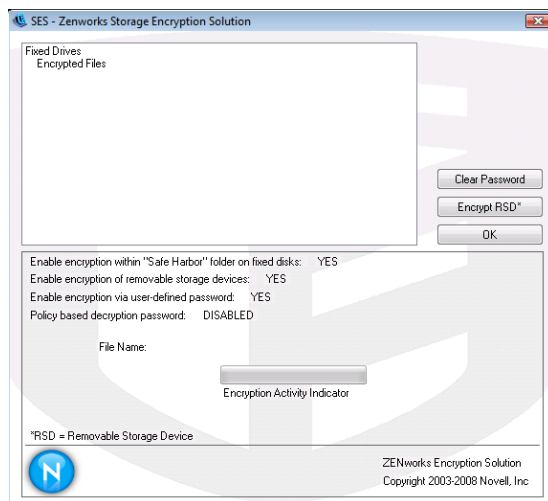 SES - Zenworks Storage Encryption Solution
Fixed Drives
Encrypted Files
Clear Password
Encrypt RSD*
OK
Enable encryption within "Safe Harbor" folder on fixed disks: YES
Enable encryption of removable storage devices: YES
Enable encryption via user-defined password: YES
Policy based decryption password: DISABLED
File Name:
Encryption Activity Indicator
*RSD = Removable Storage Device
N
ZENworks Encryption Solution
Copyright 2003-2008 Novell, Inc